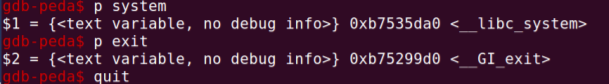 gdb-peda$ p system
$1 = {<text variable, no debug info>} 0xb7535da0 <__libc_system>
gdb-peda$ p exit
$2 = {<text variable, no debug info>} 0xb75299d0 <__GI_exit>
gdb-peda$ quit